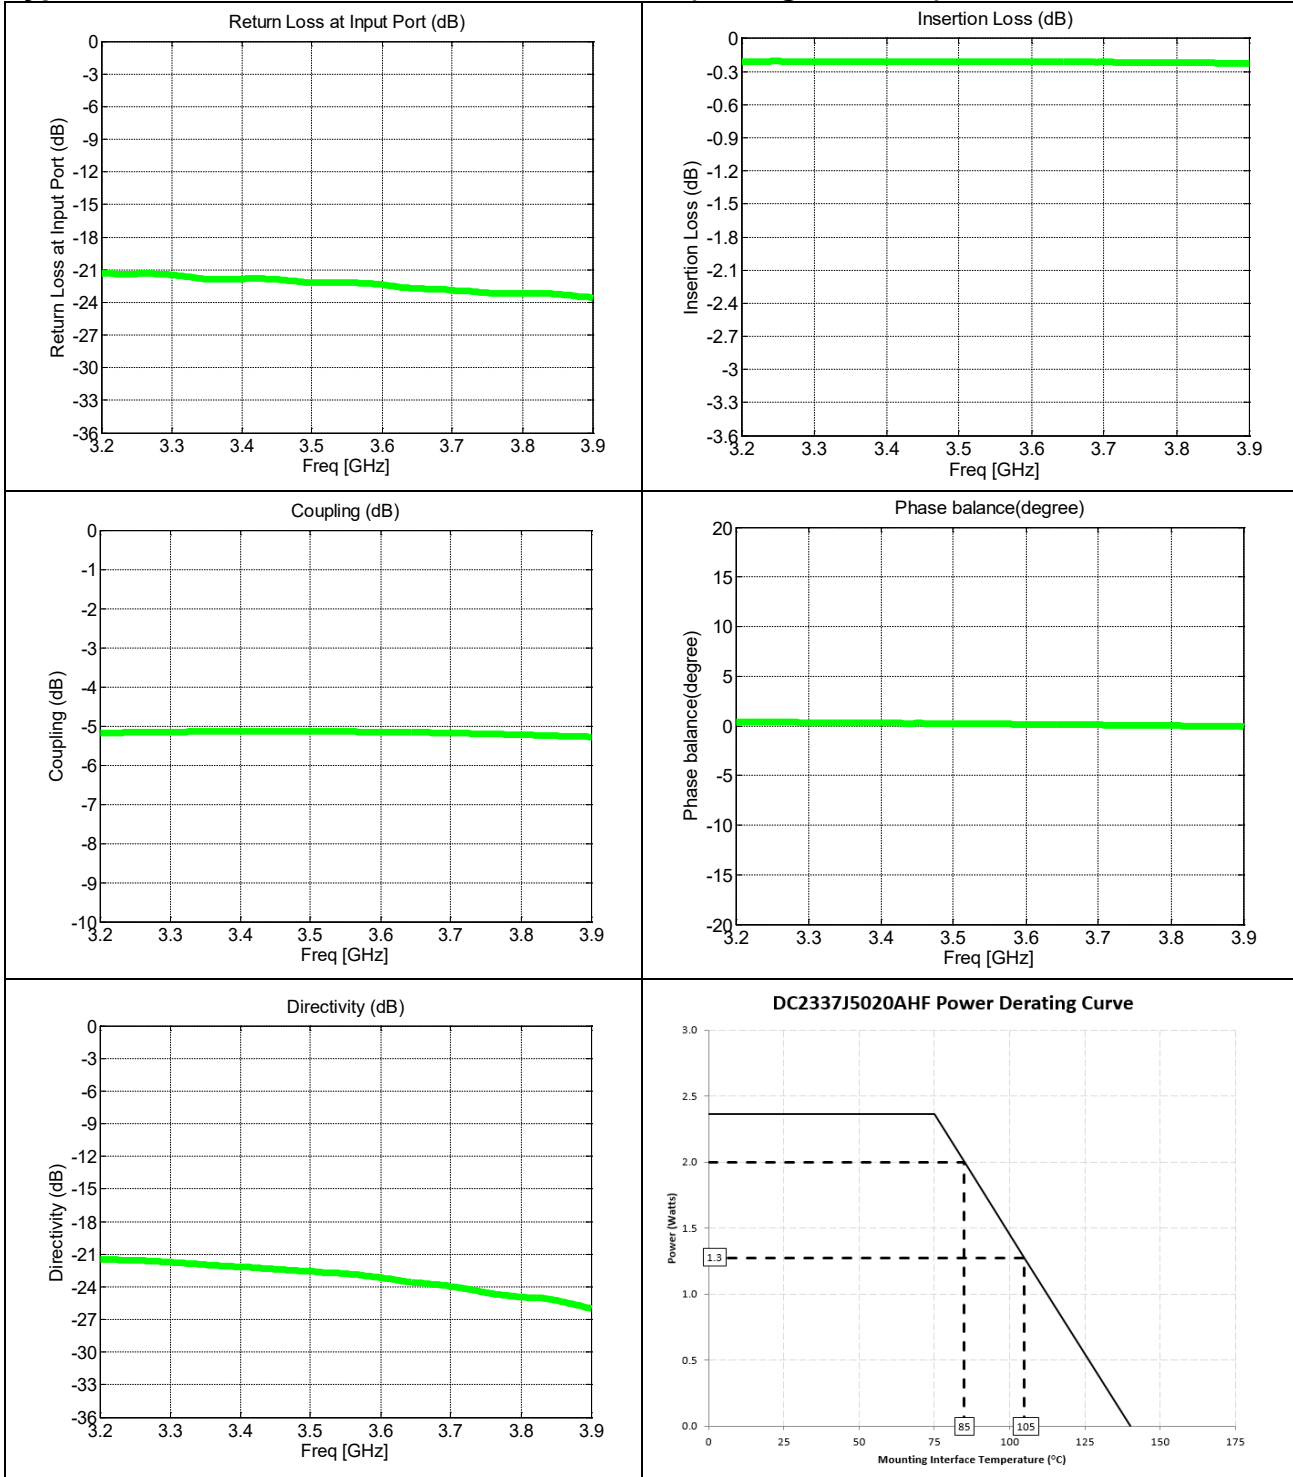 Return Loss at Input Port (dB)
Return Loss at Input Port (dB)
0
-3
-6
-9
-12
-15
-18
-21
-24
-27
-30
-33
-36
3.2 3.3 3.4 3.5 3.6 3.7 3.8 3.9
Freq [GHz]
Insertion Loss (dB)
Insertion Loss (dB)
0
-0.3
-0.6
-0.9
-1.2
-1.5
-1.8
-2.1
-2.4
-2.7
-3
-3.3
-3.6
3.2 3.3 3.4 3.5 3.6 3.7 3.8 3.9
Freq [GHz]
Coupling (dB)
Coupling (dB)
0
-1
-2
-3
-4
-5
-6
-7
-8
-9
-10
3.2 3.3 3.4 3.5 3.6 3.7 3.8 3.9
Freq [GHz]
Phase balance(degree)
Phase balance(degree)
20
15
10
5
0
-5
-10
-15
-20
3.2 3.3 3.4 3.5 3.6 3.7 3.8 3.9
Freq [GHz]
Directivity (dB)
Directivity (dB)
0
-3
-6
-9
-12
-15
-18
-21
-24
-27
-30
-33
-36
3.2 3.3 3.4 3.5 3.6 3.7 3.8 3.9
Freq [GHz]
DC2337J5020AHF Power Derating Curve
Power (Watts)
3.0
2.5
2.0
1.5
1.3
1.0
0.5
0.0
85 105
0 25 50 75 100 125 150 175
Mounting Interface Temperature (°C)